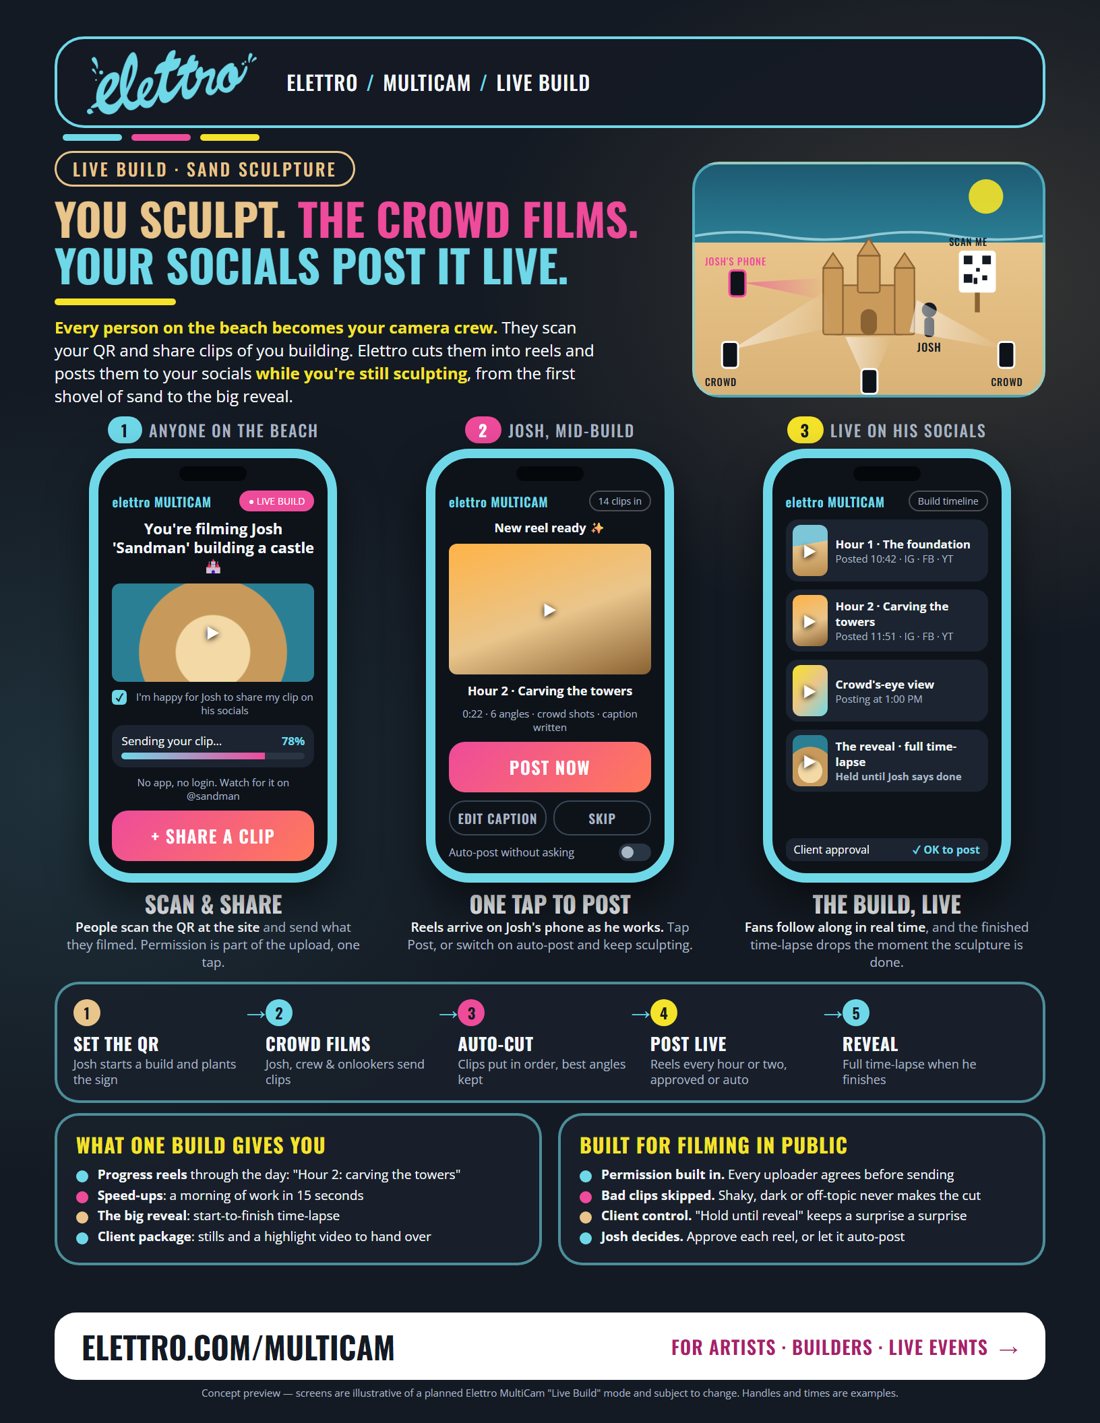 elettro
ELETTRO / MULTICAM / LIVE BUILD
LIVE BUILD · SAND SCULPTURE
YOU SCULPT. THE CROWD FILMS.
YOUR SOCIALS POST IT LIVE.
Every person on the beach becomes your camera crew. They scan
your QR and share clips of you building. Elettro cuts them into reels and
posts them to your socials while you're still sculpting, from the first
shovel of sand to the big reveal.
SCAN ME
JOSH'S PHONE
JOSH
CROWD
CROWD
1 ANYONE ON THE BEACH
elettro MULTICAM
● LIVE BUILD
You're filming Josh
'Sandman' building a castle
🏰
✓ I'm happy for Josh to share my clip on
his socials
Sending your clip... 78%
No app, no login. Watch for it on
@sandman
+ SHARE A CLIP
SCAN & SHARE
People scan the QR at the site and send what
they filmed. Permission is part of the upload, one
tap.
2 JOSH, MID-BUILD
elettro MULTICAM
14 clips in
New reel ready ✨
Hour 2 · Carving the towers
0:22 · 6 angles · crowd shots · caption
written
POST NOW
EDIT CAPTION
SKIP
Auto-post without asking
ONE TAP TO POST
Reels arrive on Josh's phone as he works. Tap
Post, or switch on auto-post and keep sculpting.
3 LIVE ON HIS SOCIALS
elettro MULTICAM
Build timeline
Hour 1 · The foundation
Posted 10:42 · IG · FB · YT
Hour 2 · Carving the
towers
Posted 11:51 · IG · FB · YT
Crowd's-eye view
Posting at 1:00 PM
The reveal · full time-
lapse
Held until Josh says done
Client approval ✓ OK to post
THE BUILD, LIVE
Fans follow along in real time, and the finished
time-lapse drops the moment the sculpture is
done.
1
SET THE QR
Josh starts a build and plants
the sign
→ 2
CROWD FILMS
Josh, crew & onlookers send
clips
→ 3
AUTO-CUT
Clips put in order, best angles
kept
→ 4
POST LIVE
Reels every hour or two,
approved or auto
→ 5
REVEAL
Full time-lapse when he
finishes
WHAT ONE BUILD GIVES YOU
Progress reels through the day: "Hour 2: carving the towers"
Speed-ups: a morning of work in 15 seconds
The big reveal: start-to-finish time-lapse
Client package: stills and a highlight video to hand over
BUILT FOR FILMING IN PUBLIC
Permission built in. Every uploader agrees before sending
Bad clips skipped. Shaky, dark or off-topic never makes the cut
Client control. "Hold until reveal" keeps a surprise a surprise
Josh decides. Approve each reel, or let it auto-post
ELETTRO.COM/MULTICAM
FOR ARTISTS · BUILDERS · LIVE EVENTS →
Concept preview — screens are illustrative of a planned Elettro MultiCam "Live Build" mode and subject to change. Handles and times are examples.